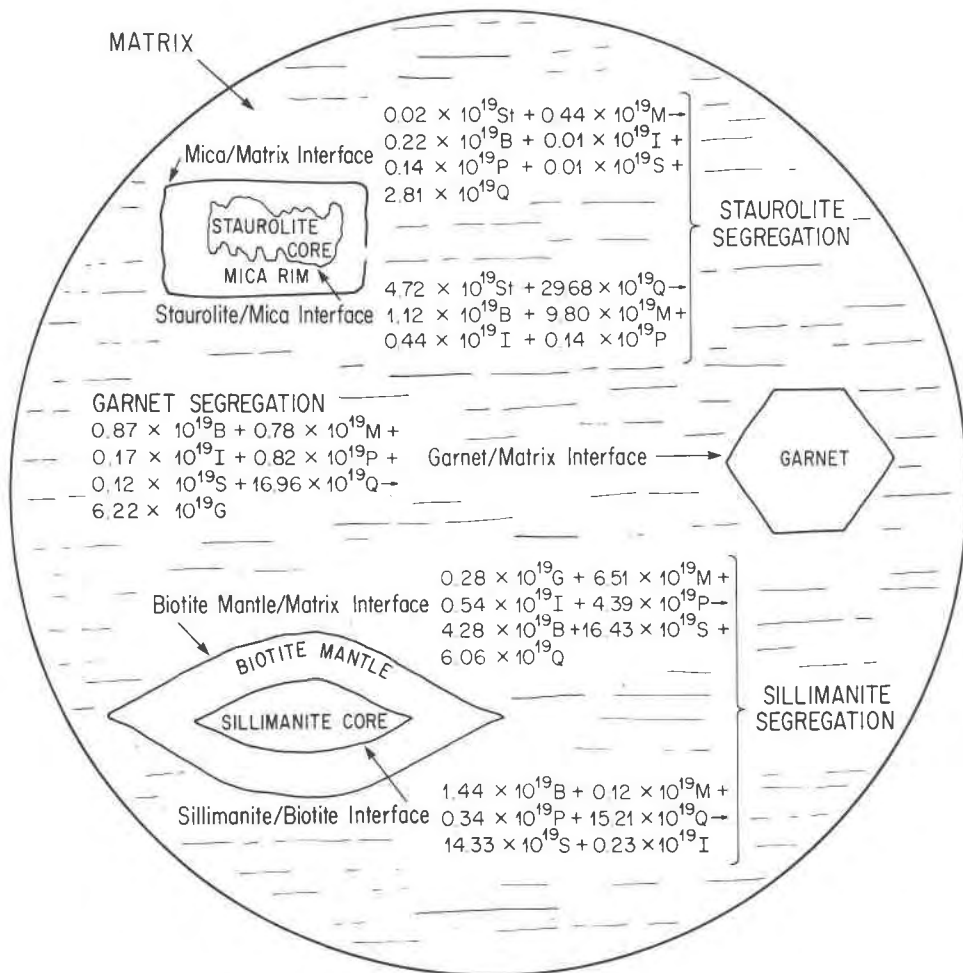 MATRIX
0.02 × 10¹⁹St + 0.44 × 10¹⁹M→
0.22 × 10¹⁹B + 0.01 × 10¹⁹I +
0.14 × 10¹⁹P + 0.01 × 10¹⁹S +
2.81 × 10¹⁹Q
Mica/Matrix Interface
STAUROLITE
CORE
MICA RIM
Staurolite/Mica Interface
4.72 × 10¹⁹St + 29.68 × 10¹⁹Q→
1.12 × 10¹⁹B + 9.80 × 10¹⁹M +
0.44 × 10¹⁹I + 0.14 × 10¹⁹P
STAUROLITE
SEGREGATION
GARNET SEGREGATION
0.87 × 10¹⁹B + 0.78 × 10¹⁹M +
0.17 × 10¹⁹I + 0.82 × 10¹⁹P +
0.12 × 10¹⁹S + 16.96 × 10¹⁹Q→
6.22 × 10¹⁹G
Garnet/Matrix Interface
GARNET
0.28 × 10¹⁹G + 6.51 × 10¹⁹M +
0.54 × 10¹⁹I + 4.39 × 10¹⁹P→
4.28 × 10¹⁹B + 16.43 × 10¹⁹S +
6.06 × 10¹⁹Q
Biotite Mantle/Matrix Interface
BIOTITE MANTLE
SILLIMANITE CORE
Sillimanite/Biotite Interface
1.44 × 10¹⁹B + 0.12 × 10¹⁹M +
0.34 × 10¹⁹P + 15.21 × 10¹⁹Q→
14.33 × 10¹⁹S + 0.23 × 10¹⁹I
SILLIMANITE
SEGREGATION